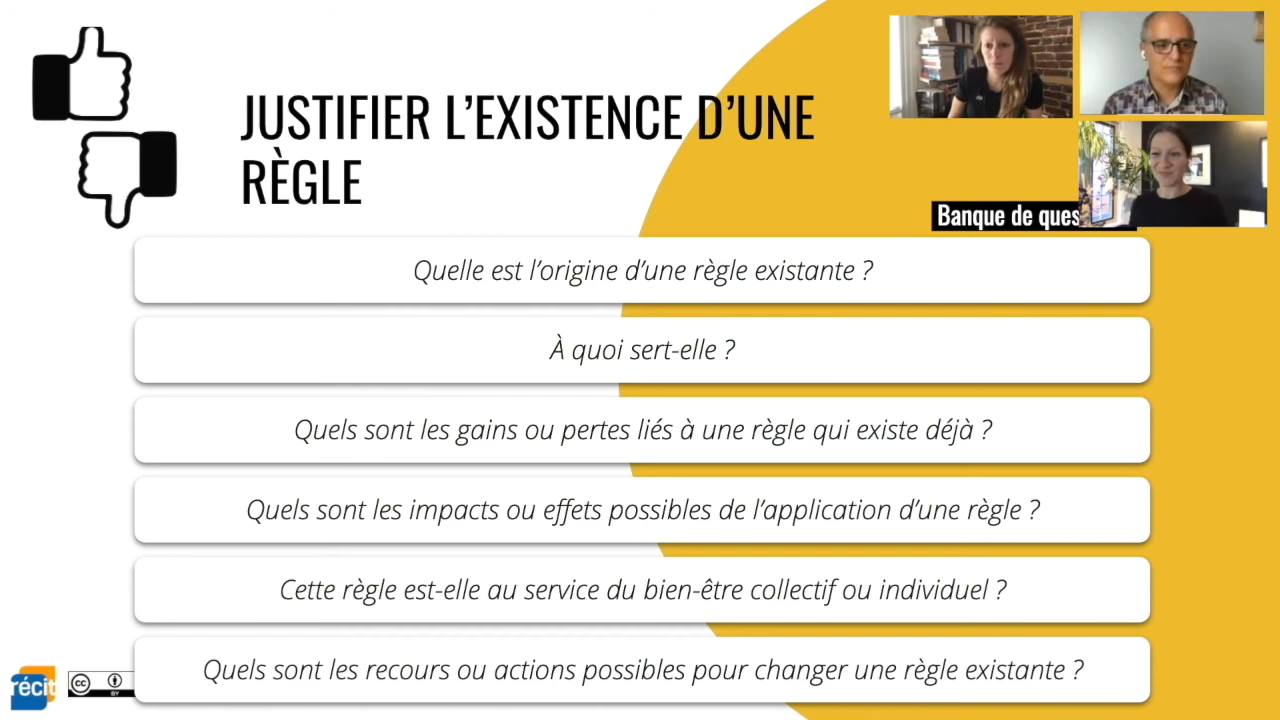 JUSTIFIER L'EXISTENCE D'UNE
RÈGLE
Banque de
Quelle est l'origine d'une règle existante ?
À quoi sert-elle ?
Quels sont les gains ou pertes liés à une règle qui existe déjà ?
Quels sont les impacts ou effets possibles de l'application d'une règle ?
Cette règle est-elle au service du bien-être collectif ou individuel ?
Quels sont les recours ou actions possibles pour changer une règle existante ?
récit
cc
BY